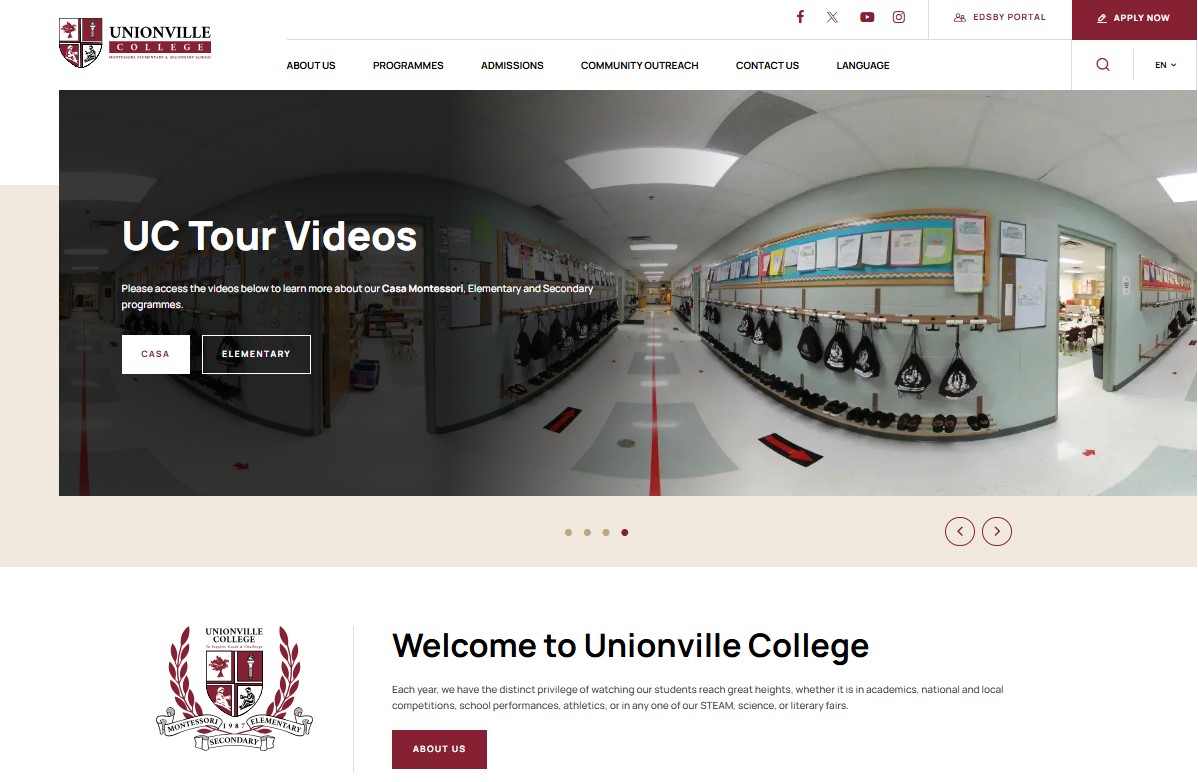 UNIONVILLE
COLLEGE
MONTESSORI, ELEMENTARY & SECONDARY SCHOOL
EDSBY PORTAL
APPLY NOW
ABOUT US
PROGRAMMES
ADMISSIONS
COMMUNITY OUTREACH
CONTACT US
LANGUAGE
EN
UC Tour Videos
Please access the videos below to learn more about our Casa Montessori, Elementary and Secondary
programmes.
CASA
ELEMENTARY
UNIONVILLE
COLLEGE
To Inspire, Guide & Challenge
MONTESSORI 1987 ELEMENTARY
SECONDARY
Welcome to Unionville College
Each year, we have the distinct privilege of watching our students reach great heights, whether it is in academics, national and local
competitions, school performances, athletics, or in any one of our STEAM, science, or literary fairs.
ABOUT US